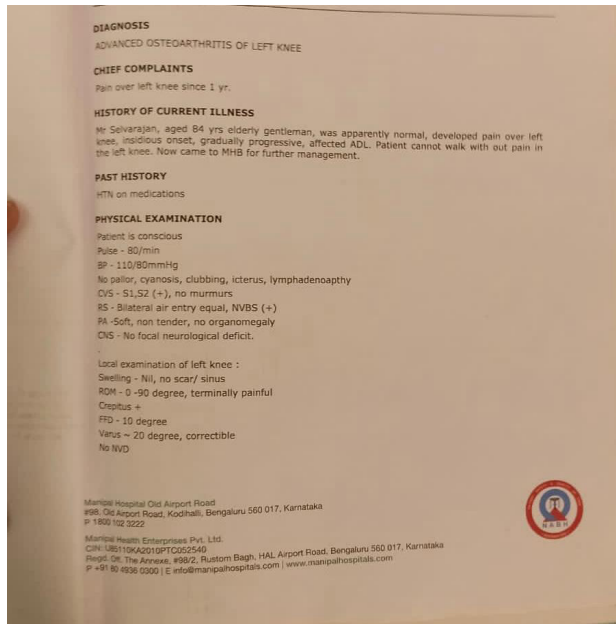 DIAGNOSIS
ADVANCED OSTEOARTHRITIS OF LEFT KNEE
CHIEF COMPLAINTS
Pain over left knee since 1 yr.
HISTORY OF CURRENT ILLNESS
Mr Selvarajan, aged 84 yrs elderly gentleman, was apparently normal, developed pain over left
knee, insidious onset, gradually progressive, affected ADL. Patient cannot walk with out pain in
the left knee. Now came to MHB for further management.
PAST HISTORY
HTN on medications
PHYSICAL EXAMINATION
Patient is conscious
Pulse - 80/min
BP - 110/80mmHg
No pallor, cyanosis, clubbing, icterus, lymphadenoapthy
CVS - S1,S2 (+), no murmurs
RS - Bilateral air entry equal, NVBS (+)
PA -Soft, non tender, no organomegaly
CNS - No focal neurological deficit.
.
Local examination of left knee :
Swelling - Nil, no scar/ sinus
ROM - 0 -90 degree, terminally painful
Crepitus +
FFD - 10 degree
Varus ~ 20 degree, correctible
No NVD
Manipal Hospital Old Airport Road
#98, Old Airport Road, Kodihalli, Bengaluru 560 017, Karnataka
P 1800 102 3222
Manipal Health Enterprises Pvt. Ltd.
CIN: U85110KA2010PTC052540
Regd. Off. The Annexe, #98/2, Rustom Bagh, HAL Airport Road, Bengaluru 560 017, Karnataka
P +91 80 4936 0300 | E info@manipalhospitals.com | www.manipalhospitals.com
NABH